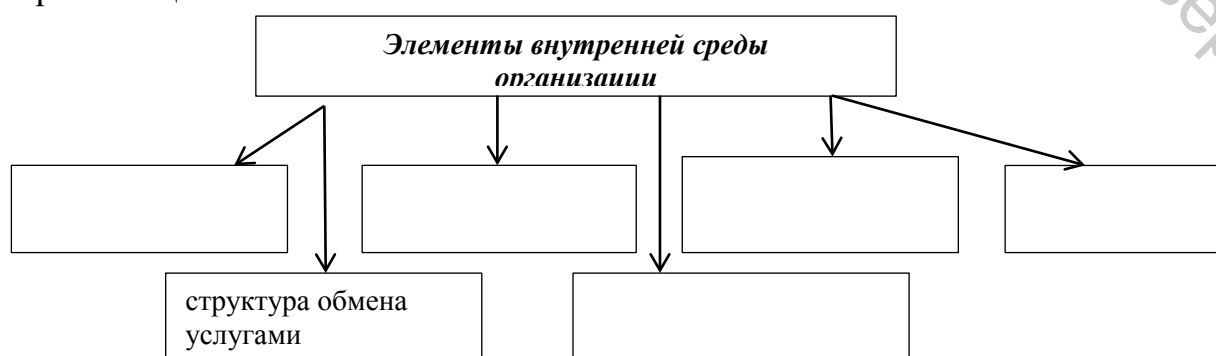 Элементы внутренней среды
организации
структура обмена
услугами